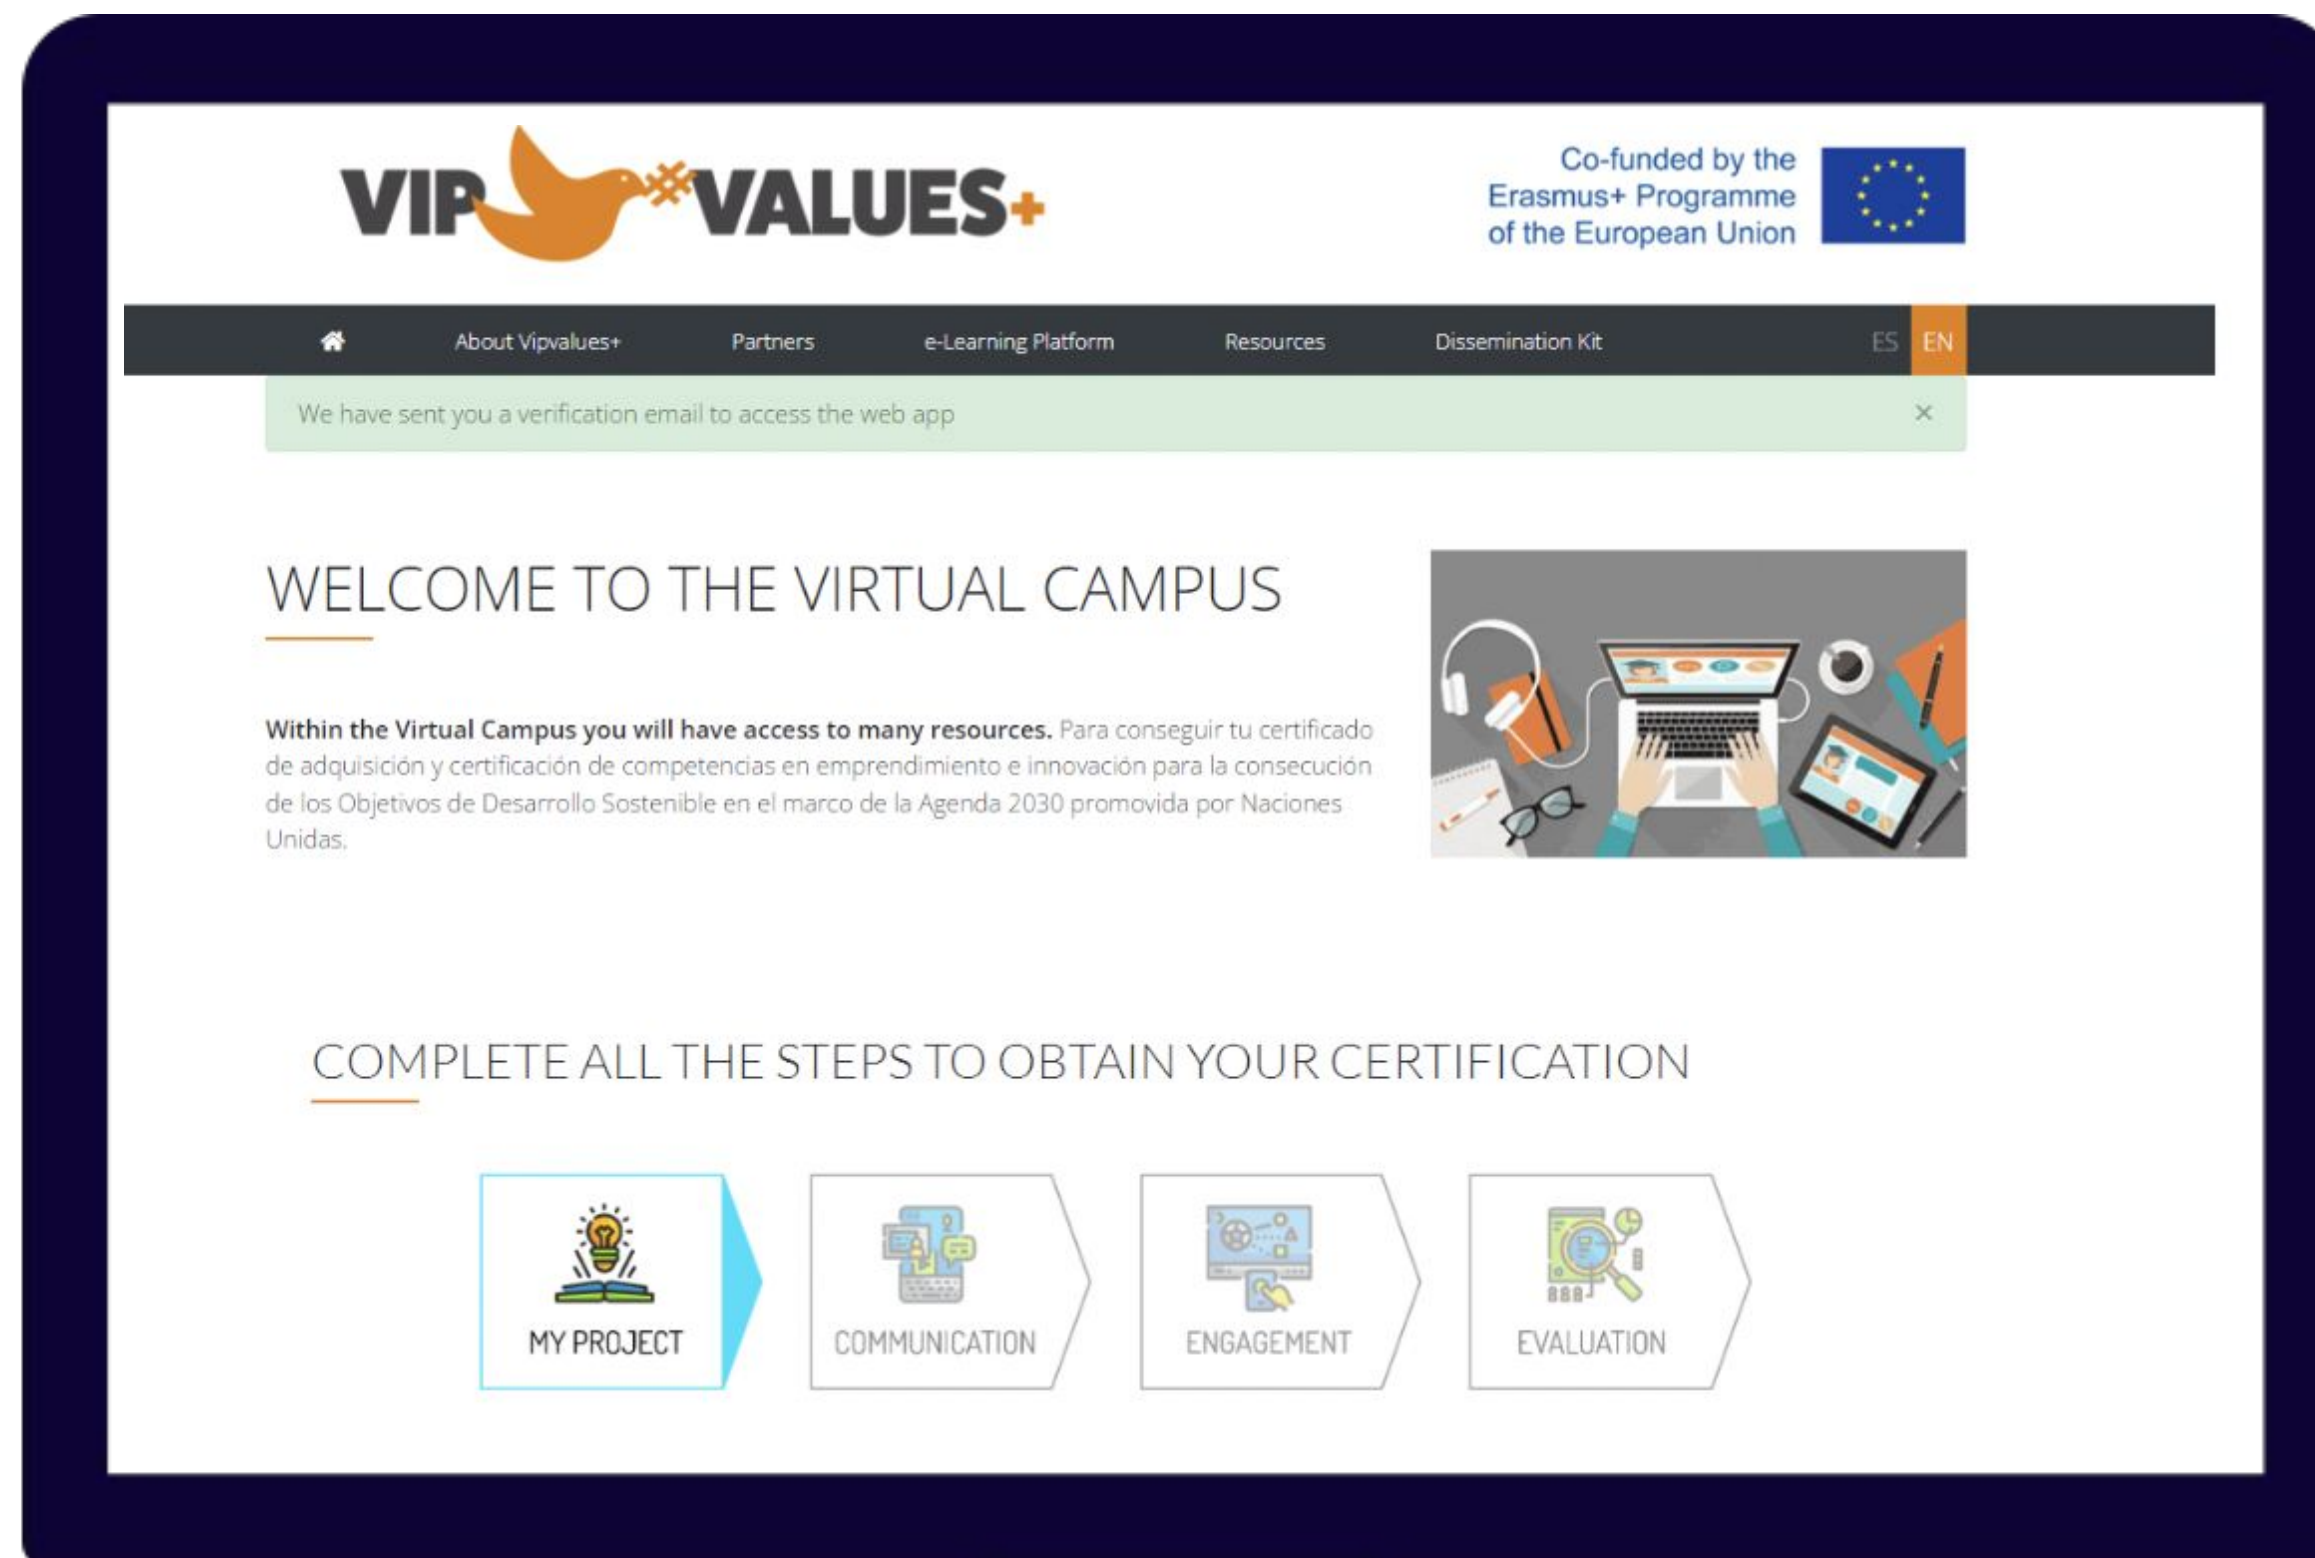 VIP VALUES+
Co-funded by the
Erasmus+ Programme
of the European Union
About Vipvalues+ Partners e-Learning Platform Resources Dissemination Kit ES EN
We have sent you a verification email to access the web app ×
WELCOME TO THE VIRTUAL CAMPUS
Within the Virtual Campus you will have access to many resources. Para conseguir tu certificado
de adquisición y certificación de competencias en emprendimiento e innovación para la consecución
de los Objetivos de Desarrollo Sostenible en el marco de la Agenda 2030 promovida por Naciones
Unidas.
COMPLETE ALL THE STEPS TO OBTAIN YOUR CERTIFICATION
MY PROJECT
COMMUNICATION
ENGAGEMENT
EVALUATION